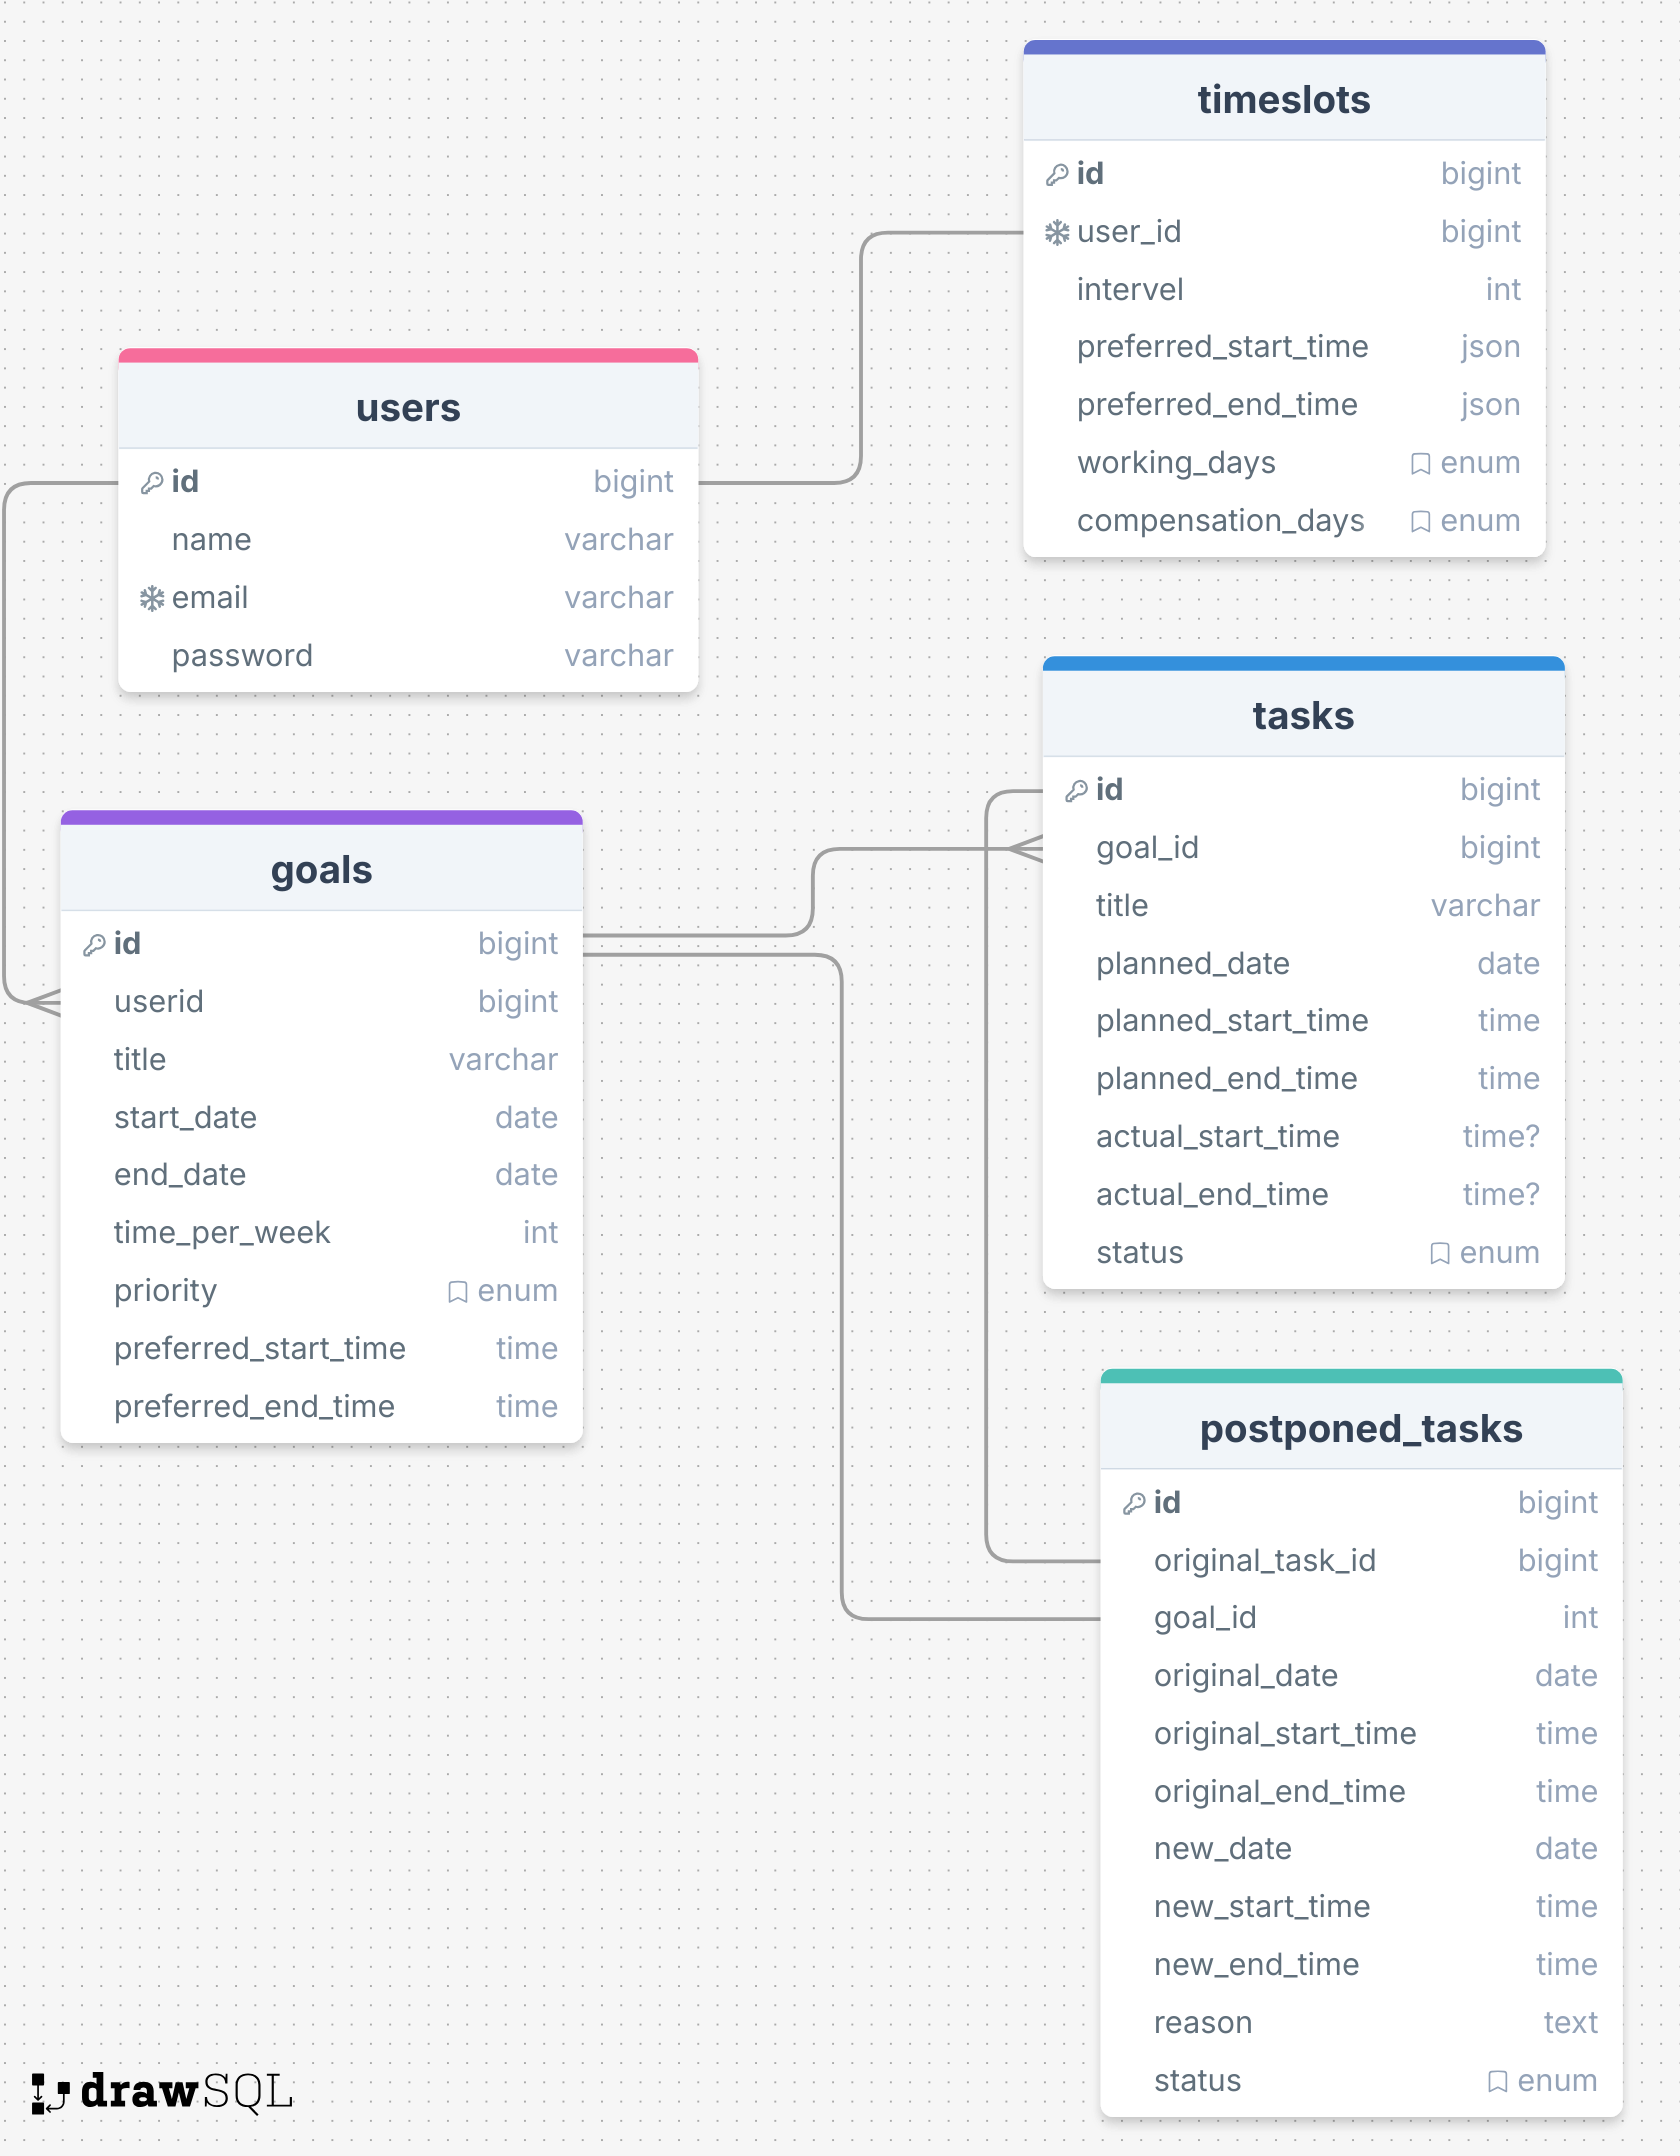 timeslots
id bigint
user_id bigint
intervel int
preferred_start_time json
preferred_end_time json
working_days enum
compensation_days enum
users
id bigint
name varchar
email varchar
password varchar
tasks
id bigint
goal_id bigint
title varchar
planned_date date
planned_start_time time
planned_end_time time
actual_start_time time?
actual_end_time time?
status enum
goals
id bigint
userid bigint
title varchar
start_date date
end_date date
time_per_week int
priority enum
preferred_start_time time
preferred_end_time time
postponed_tasks
id bigint
original_task_id bigint
goal_id int
original_date date
original_start_time time
original_end_time time
new_date date
new_start_time time
new_end_time time
reason text
status enum
drawSQL